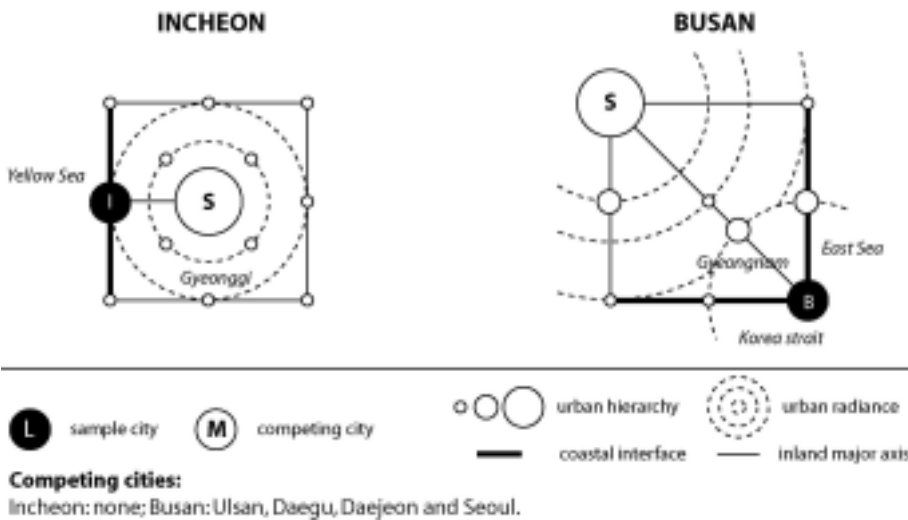 INCHEON
BUSAN
S
Yellow Sea
I
S
Gyeonggi
Gyeongnam
East Sea
B
Korea strait
L sample city
M competing city
urban hierarchy
urban radiance
coastal interface
inland major axis
Competing cities:
Incheon: none; Busan: Ulsan, Daegu, Daejeon and Seoul.